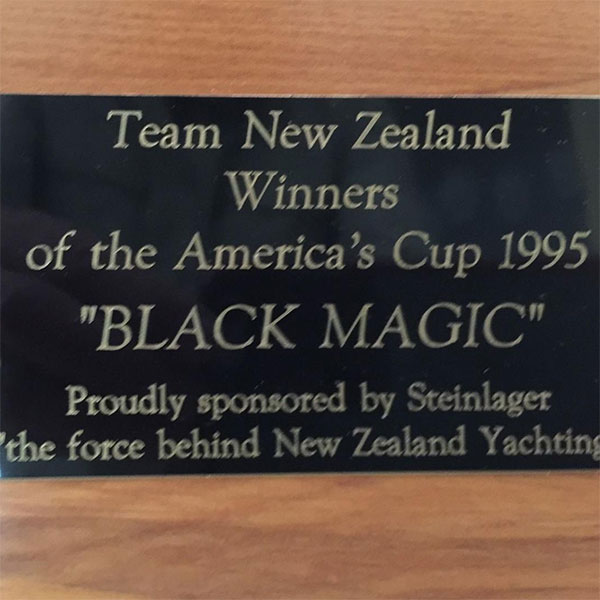 Team New Zealand
Winners
of the America's Cup 1995
"BLACK MAGIC"
Proudly sponsored by Steinlager
"the force behind New Zealand Yachting